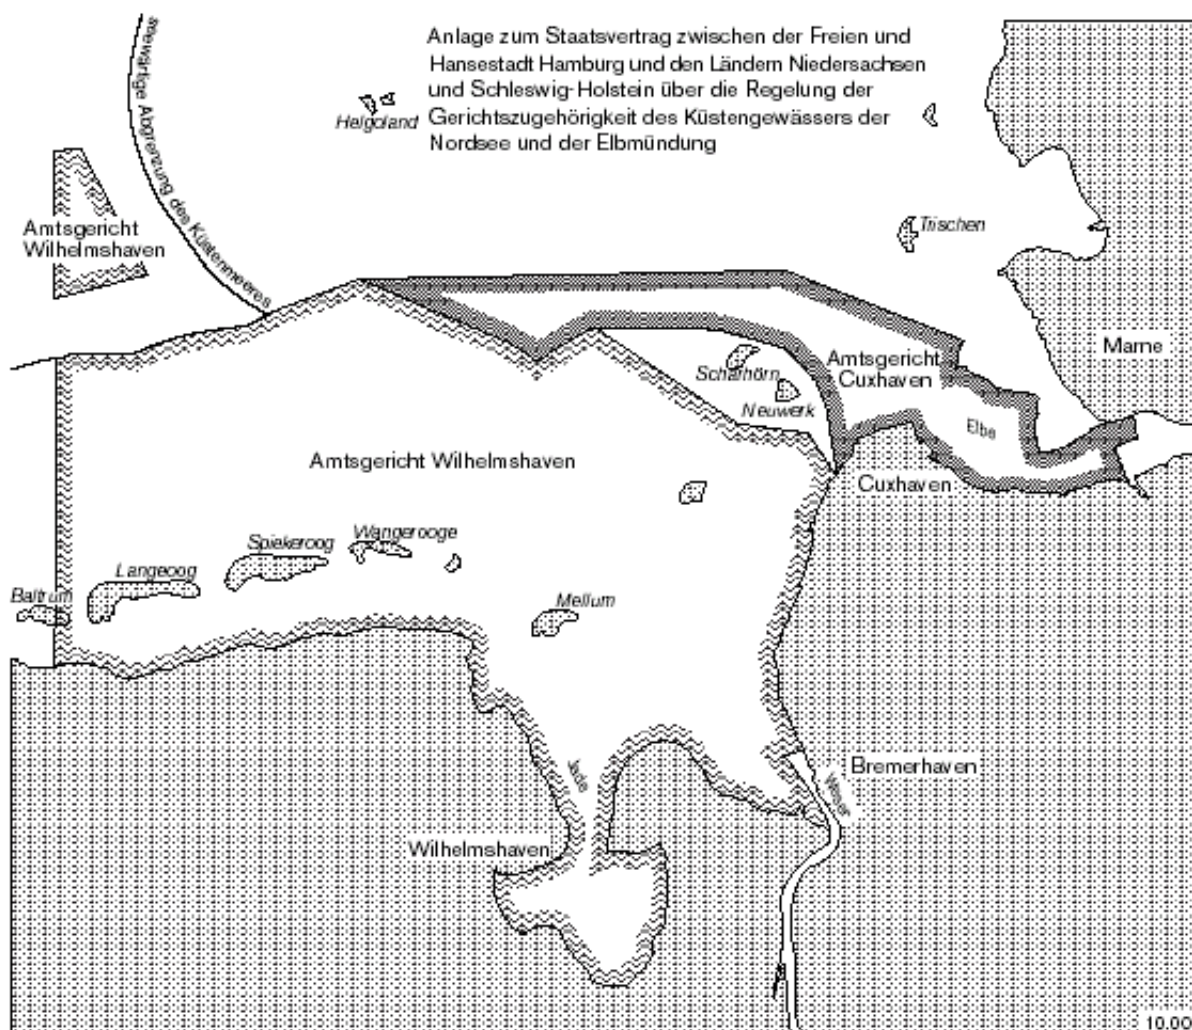 Anlage zum Staatsvertrag zwischen der Freien und
Hansestadt Hamburg und den Ländern Niedersachsen
und Schleswig-Holstein über die Regelung der
Gerichtszugehörigkeit des Küstengewässers der
Nordsee und der Elbmündung
seewärtige Abgrenzung des Küstenmeeres
Helgoland
Amtsgericht
Wilhelmshaven
Trischen
Marne
Scharhörn
Neuwerk
Amtsgericht
Cuxhaven
Elbe
Cuxhaven
Amtsgericht Wilhelmshaven
Wangerooge
Spiekeroog
Langeoog
Baltrum
Mellum
Jade
Bremerhaven
Weser
Wilhelmshaven
10.00